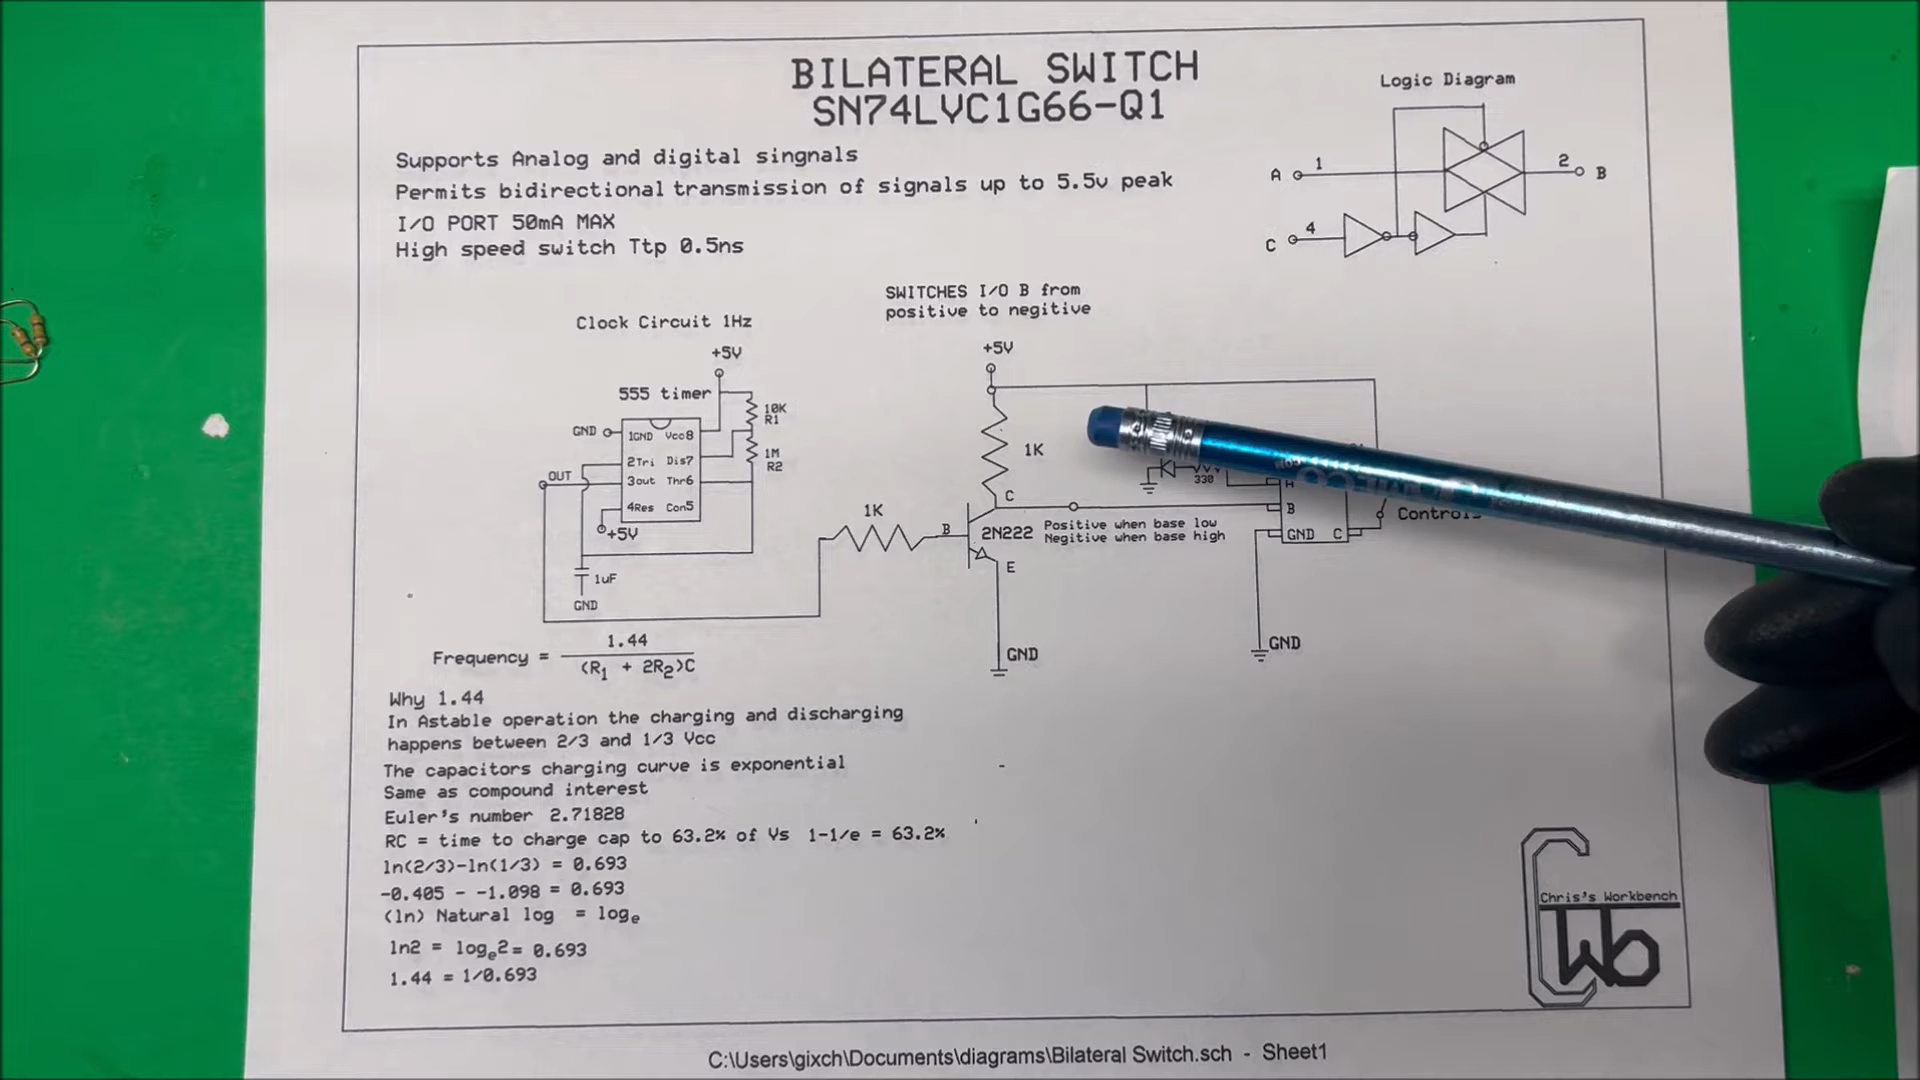 BILATERAL SWITCH
SN74LVC1G66-Q1
Supports Analog and digital singnals
Permits bidirectional transmission of signals up to 5.5v peak
I/O PORT 50mA MAX
High speed switch Ttp 0.5ns
Logic Diagram
A 1
2 B
C 4
SWITCHES I/O B from
positive to negitive
Clock Circuit 1Hz
+5V
555 timer
10K
R1
GND
1GND Vcc8
2Tri Dis7
1M
R2
OUT
3out Thr6
4Res Con5
+5V
1uF
GND
+5V
1K
C
1K
B
2N222
Positive when base low
Negitive when base high
E
GND
330
A
B
GND C
GND
Frequency = 1.44
(R1 + 2R2)C
Why 1.44
In Astable operation the charging and discharging
happens between 2/3 and 1/3 Vcc
The capacitors charging curve is exponential
Same as compound interest
Euler's number 2.71828
RC = time to charge cap to 63.2% of Vs 1-1/e = 63.2%
ln(2/3)-ln(1/3) = 0.693
-0.405 - -1.098 = 0.693
(ln) Natural log = loge
ln2 = loge2= 0.693
1.44 = 1/0.693
Chris's Workbench
Wb
C:\Users\gixch\Documents\diagrams\Bilateral Switch.sch - Sheet1